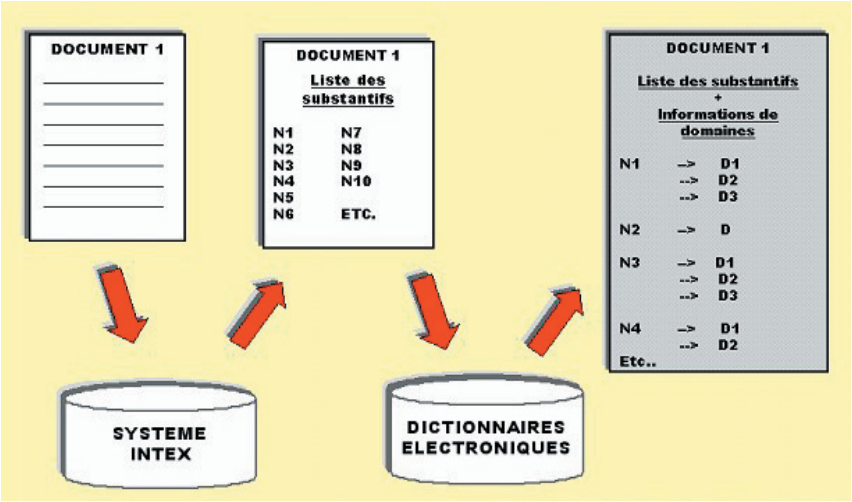 DOCUMENT 1
DOCUMENT 1
Liste des
substantifs
N1 N7
N2 N8
N3 N9
N4 N10
N5
N6 ETC.
DOCUMENT 1
Liste des substantifs
+
Informations de
domaines
N1 --> D1
--> D2
--> D3
N2 --> D
N3 --> D1
--> D2
--> D3
N4 --> D1
--> D2
Etc..
SYSTEME
INTEX
DICTIONNAIRES
ELECTRONIQUES